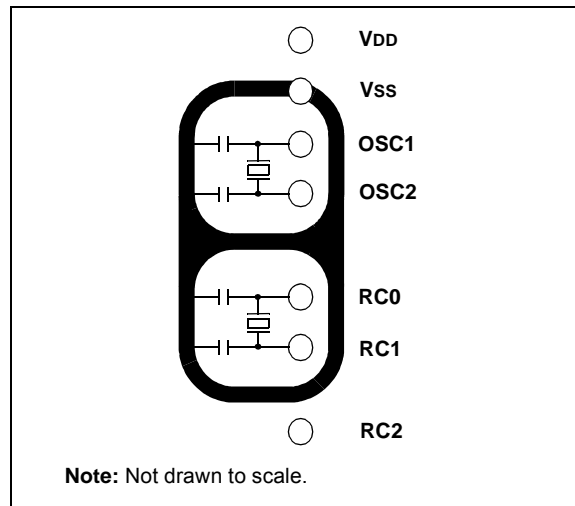 VDD
VSS
OSC1
OSC2
RC0
RC1
RC2
Note: Not drawn to scale.